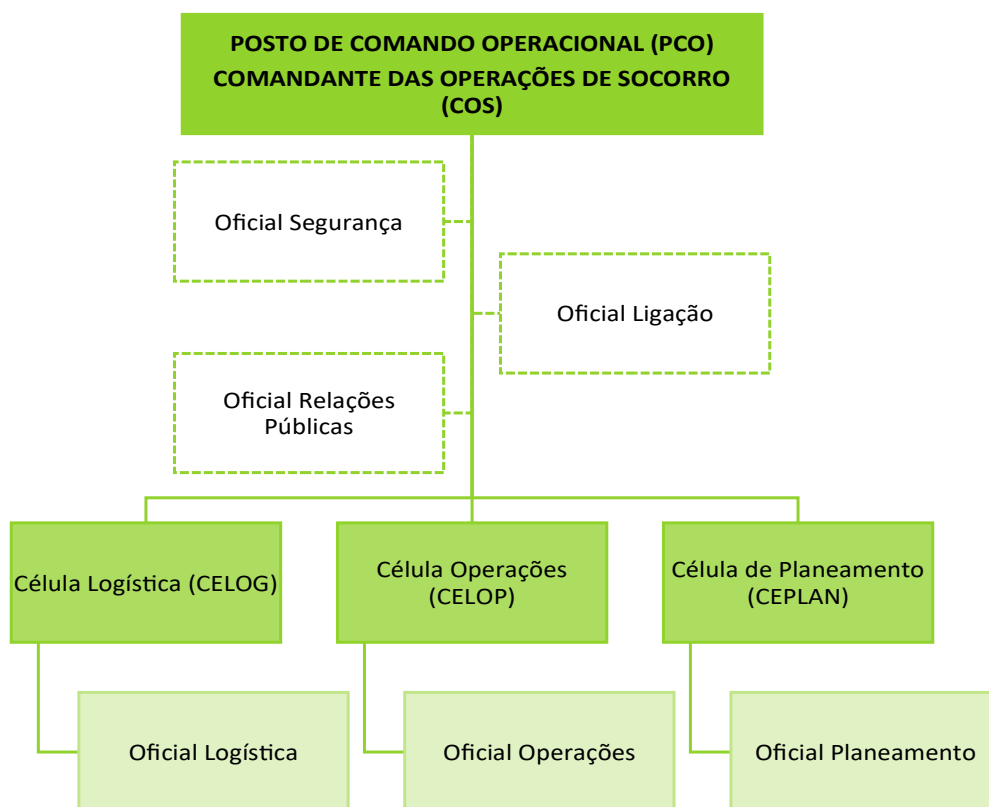 POSTO DE COMANDO OPERACIONAL (PCO)
COMANDANTE DAS OPERAÇÕES DE SOCORRO
(COS)
Oficial Segurança
Oficial Ligação
Oficial Relações
Públicas
Célula Logística (CELOG)
Célula Operações
(CELOP)
Célula de Planeamento
(CEPLAN)
Oficial Logística
Oficial Operações
Oficial Planeamento